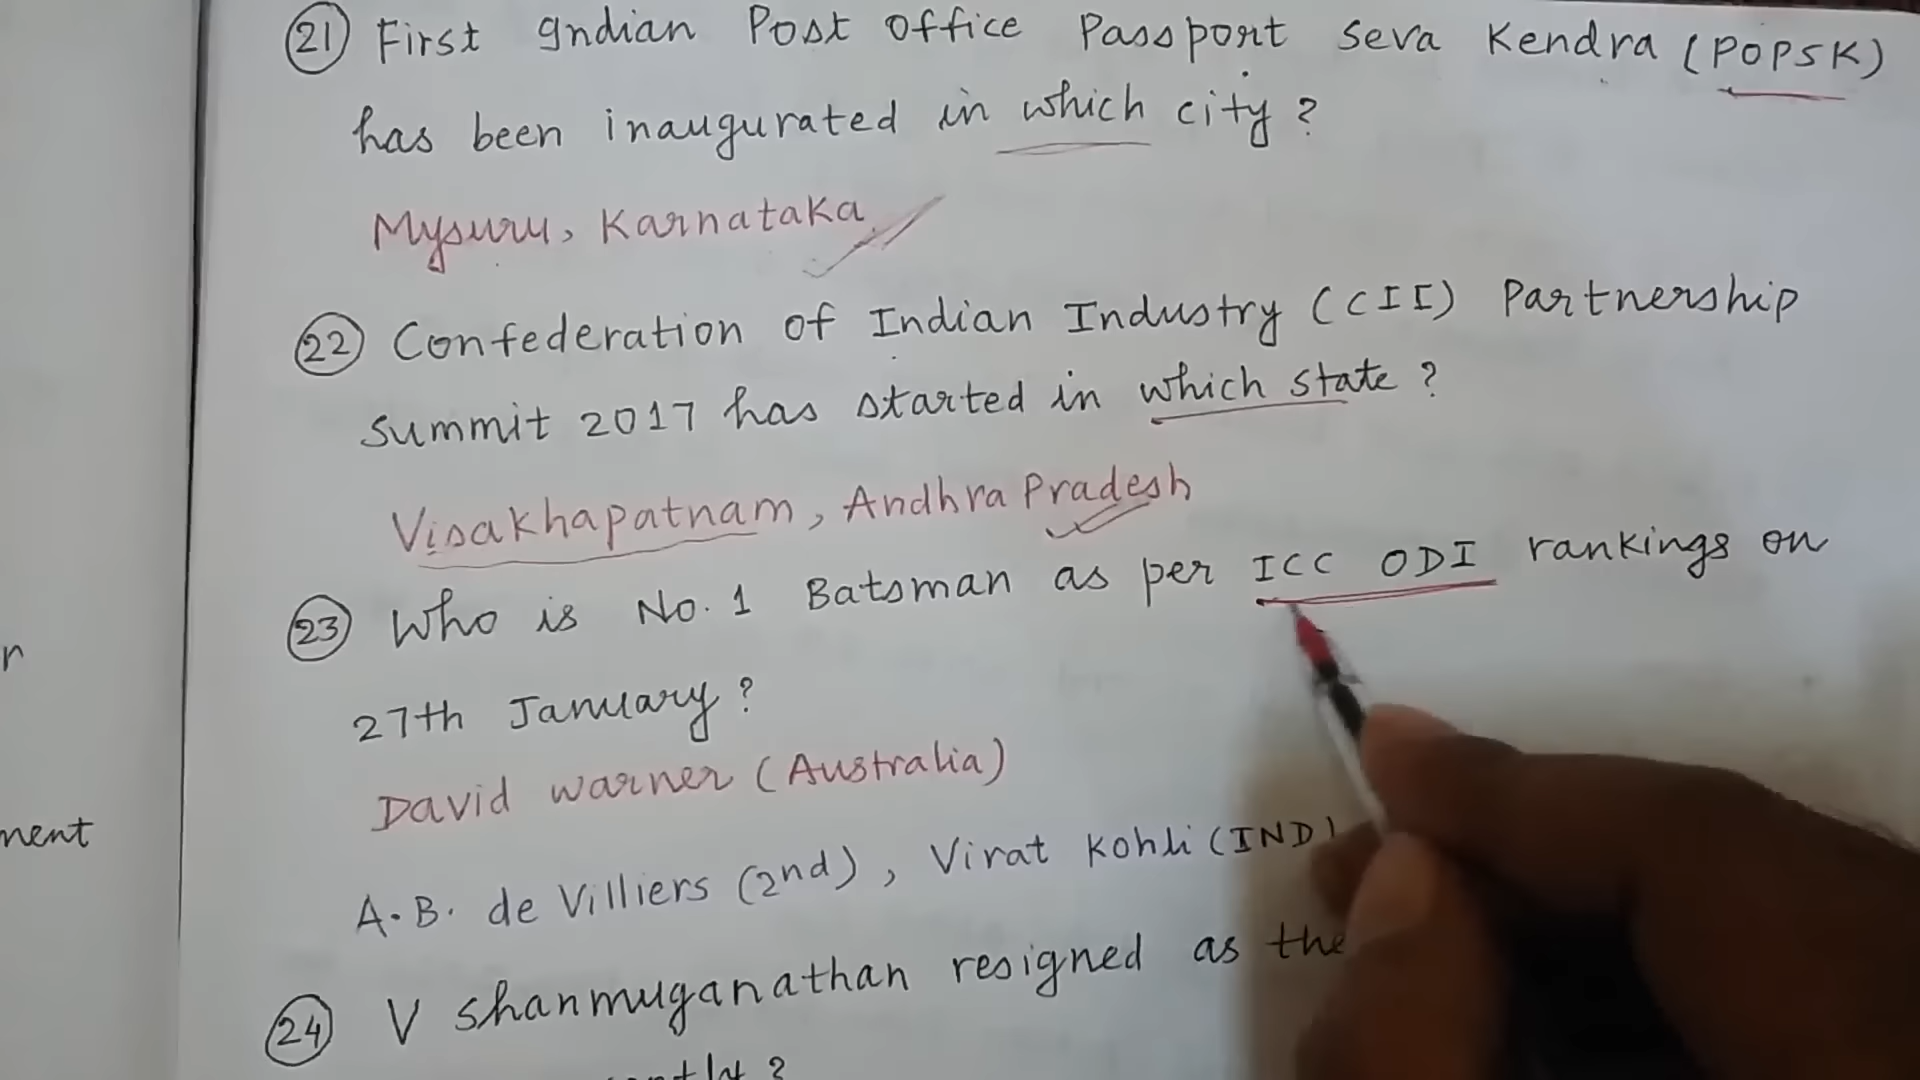 (21) First Indian Post Office Passport Seva Kendra (POPSK)
has been inaugurated in which city ?
Mysuru, Karnataka
(22) Confederation of Indian Industry (CII) Partnership
Summit 2017 has started in which state ?
Visakhapatnam, Andhra Pradesh
(23) Who is No. 1 Batsman as per ICC ODI rankings on
27th January ?
David Warner (Australia)
A.B. de Villiers (2nd), Virat Kohli (IND)
(24) V Shanmuganathan resigned as the